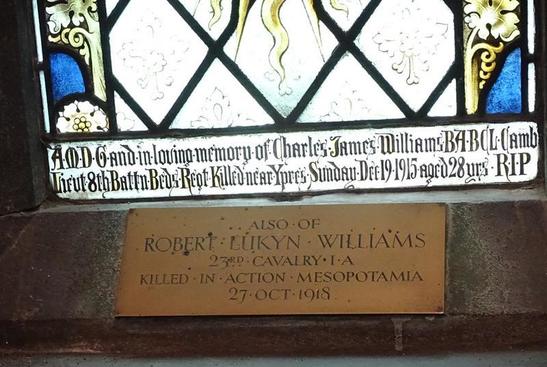 A·M·D·G·and·in·loving·memory·of Charles·James·Williams·B·A·B·C·L·Camb
Lieut·8th Battn·Beds·Regt·Killed near·Ypres·Sunday·Dec·19·1915·aged 28 yrs·RIP
ALSO·OF
ROBERT·LUKYN·WILLIAMS
23RD·CAVALRY·I·A
KILLED·IN·ACTION·MESOPOTAMIA
27·OCT·1918